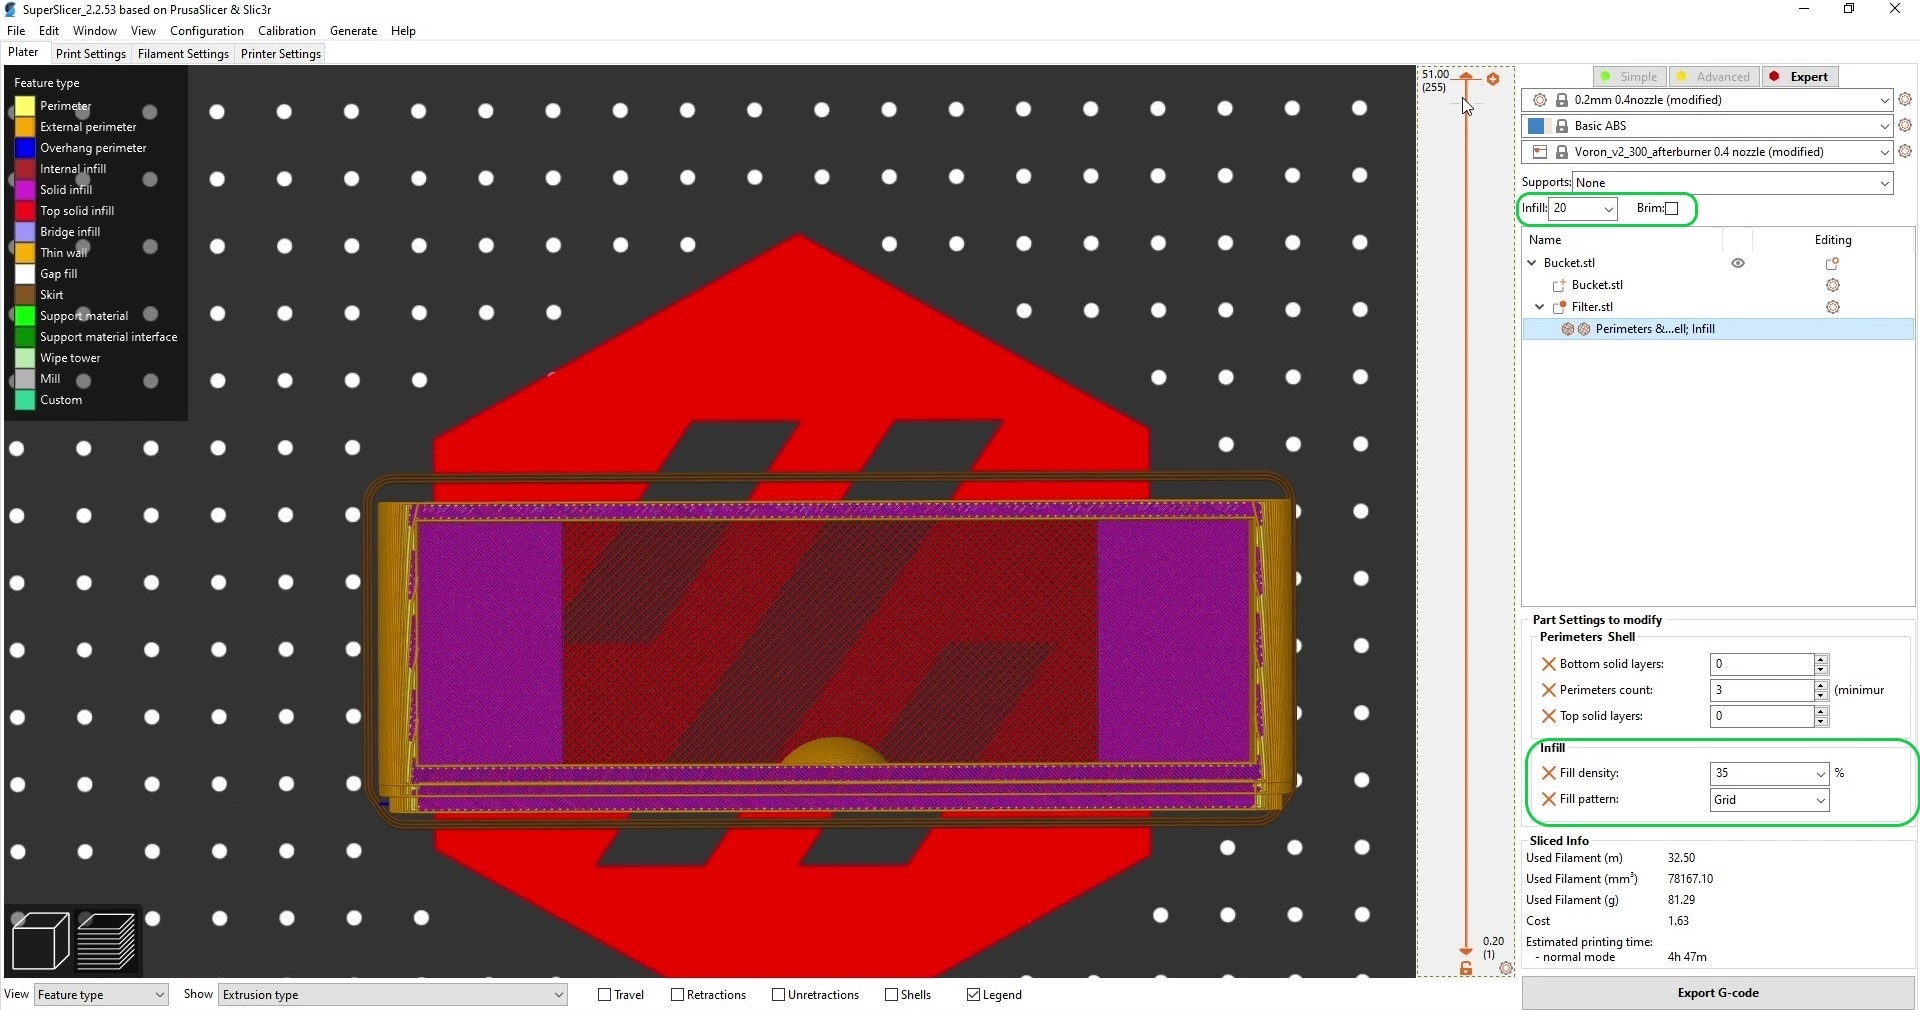 SuperSlicer_2.2.53 based on PrusaSlicer & Slic3r
File Edit Window View Configuration Calibration Generate Help
Plater Print Settings Filament Settings Printer Settings
Feature type
Perimeter
External perimeter
Overhang perimeter
Internal infill
Solid infill
Top solid infill
Bridge infill
Thin wall
Gap fill
Skirt
Support material
Support material interface
Wipe tower
Mill
Custom
51.00
(255)
0.20
(1)
Simple Advanced Expert
0.2mm 0.4nozzle (modified)
Basic ABS
Voron_v2_300_afterburner 0.4 nozzle (modified)
Supports: None
Infill: 20 Brim:
Name Editing
Bucket.stl
Bucket.stl
Filter.stl
Perimeters &...ell; Infill
Part Settings to modify
Perimeters Shell
Bottom solid layers: 0
Perimeters count: 3 (minimur
Top solid layers: 0
Infill
Fill density: 35 %
Fill pattern: Grid
Sliced Info
Used Filament (m) 32.50
Used Filament (mm³) 78167.10
Used Filament (g) 81.29
Cost 1.63
Estimated printing time:
- normal mode 4h 47m
View Feature type Show Extrusion type Travel Retractions Unretractions Shells Legend
Export G-code